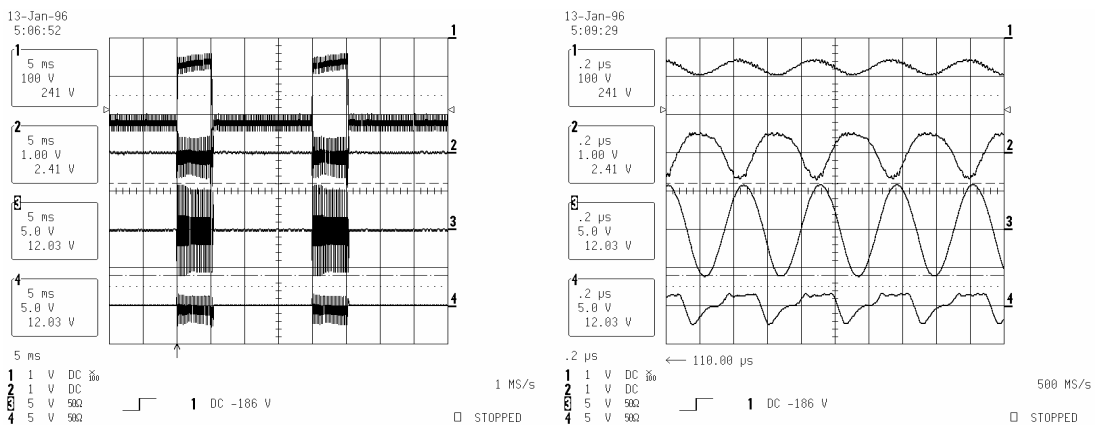 13-Jan-96
5:06:52
1
1
5 ms
100 V
241 V
2
5 ms
1.00 V
2.41 V
2
3
5 ms
5.0 V
12.03 V
3
4
5 ms
5.0 V
12.03 V
4
5 ms
1 1 V DC ×100
2 1 V DC
3 5 V 50Ω
4 5 V 50Ω
1 DC -186 V
1 MS/s
STOPPED
13-Jan-96
5:09:29
1
1
.2 µs
100 V
241 V
2
.2 µs
1.00 V
2.41 V
2
3
.2 µs
5.0 V
12.03 V
3
4
.2 µs
5.0 V
12.03 V
4
.2 µs
← 110.00 µs
1 1 V DC ×100
2 1 V DC
3 5 V 50Ω
4 5 V 50Ω
1 DC -186 V
500 MS/s
STOPPED